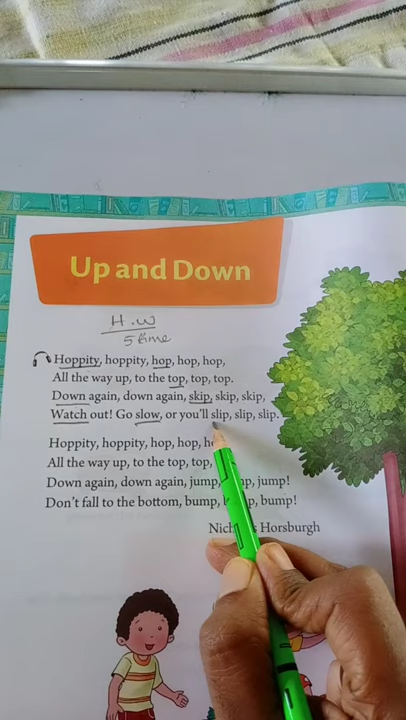 Up and Down
H.W
5 time
Hoppity, hoppity, hop, hop, hop,
All the way up, to the top, top, top.
Down again, down again, skip, skip, skip,
Watch out! Go slow, or you'll slip, slip, slip.
Hoppity, hoppity, hop, hop,
All the way up, to the top, top,
Down again, down again, jump, jump!
Don't fall to the bottom, bump, bump!
Horsburgh